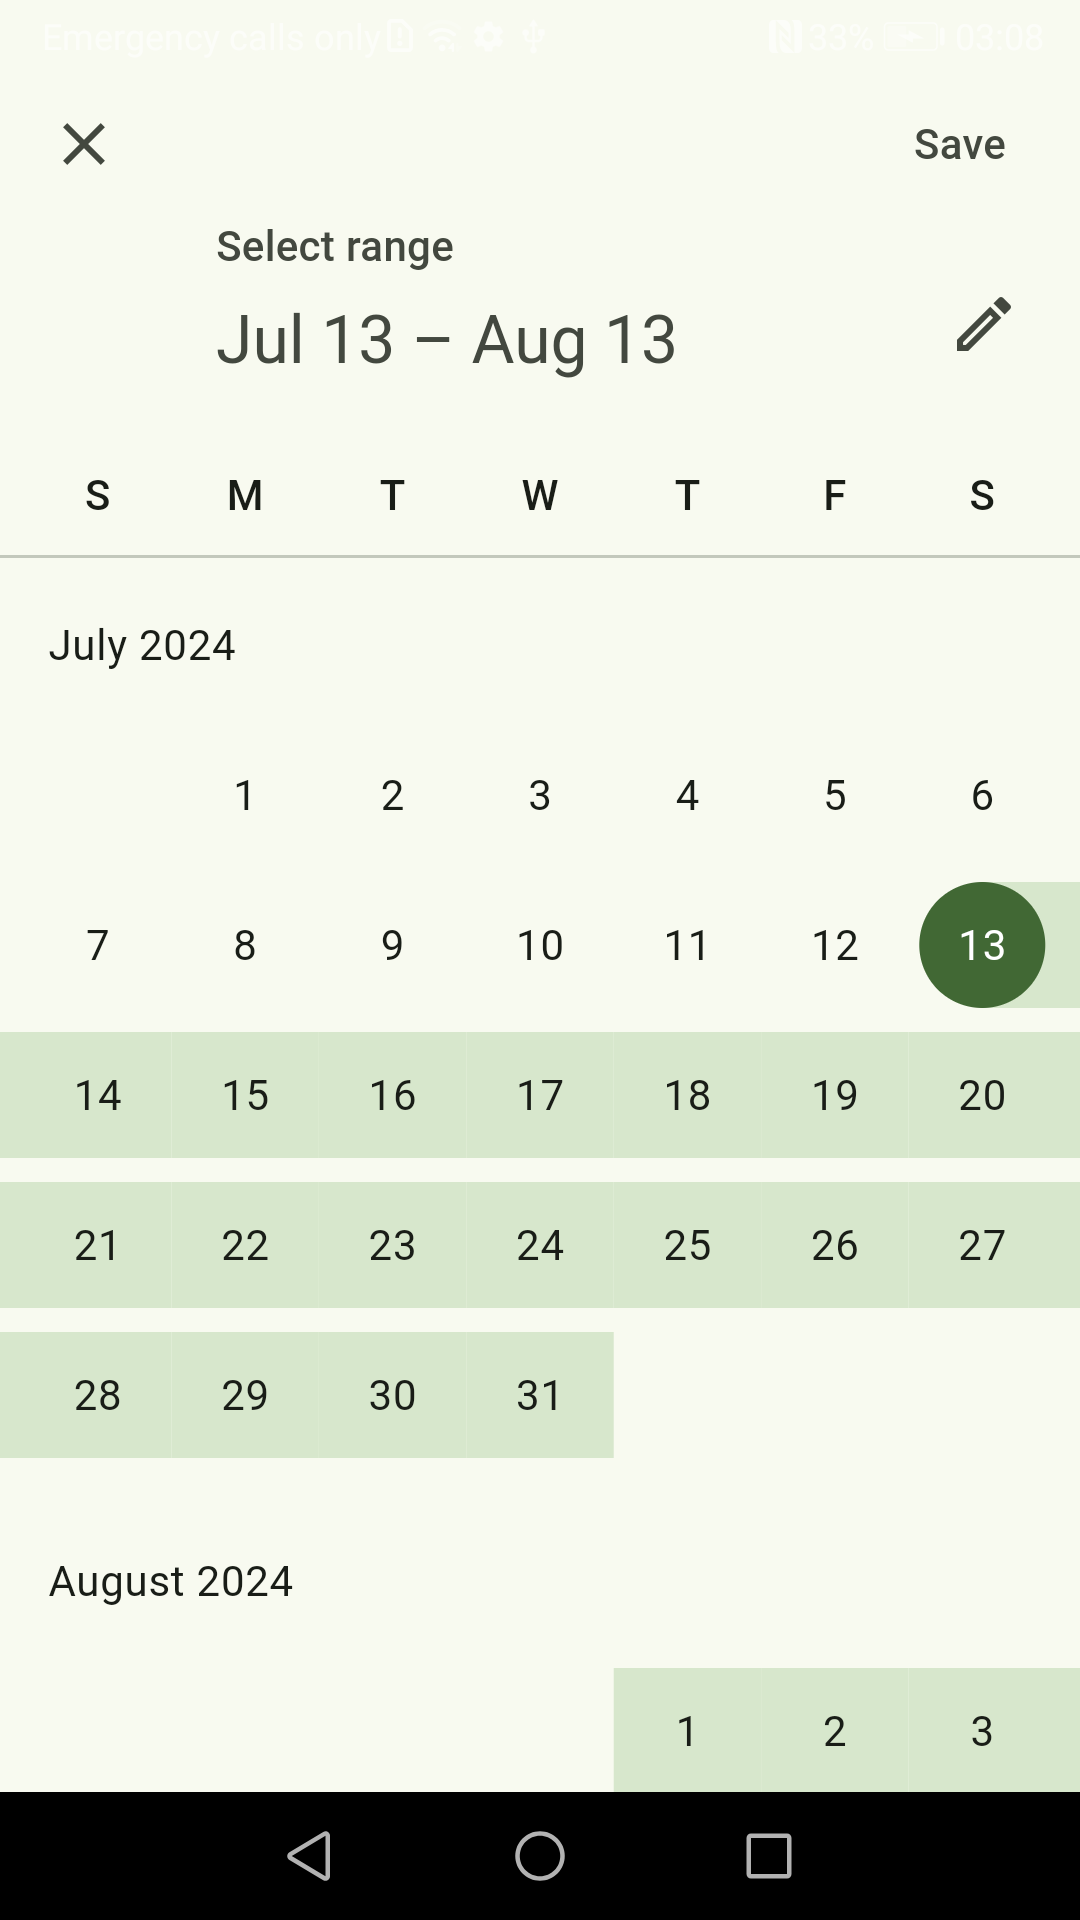 Emergency calls only 33% 03:08
Save
Select range
Jul 13 – Aug 13
S M T W T F S
July 2024
1 2 3 4 5 6
7 8 9 10 11 12 13
14 15 16 17 18 19 20
21 22 23 24 25 26 27
28 29 30 31
August 2024
1 2 3